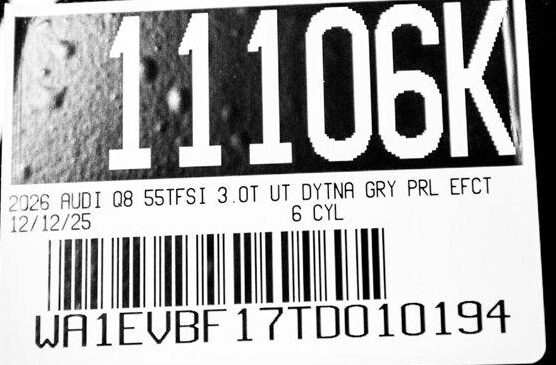 11106K
2026 AUDI Q8 55TFSI 3.0T UT DYTNA GRY PRL EFCT
12/12/25 6 CYL
WA1EVBF17TD010194